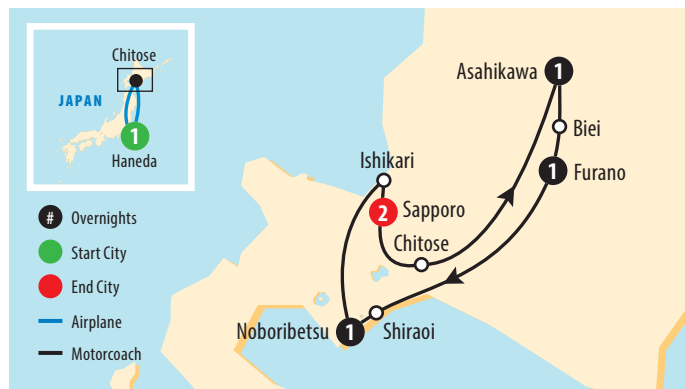 Chitose
JAPAN
1
Haneda
# Overnights
Start City
End City
Airplane
Motorcoach
Asahikawa 1
Biei
1 Furano
Ishikari
2 Sapporo
Chitose
Noboribetsu 1 Shiraoi